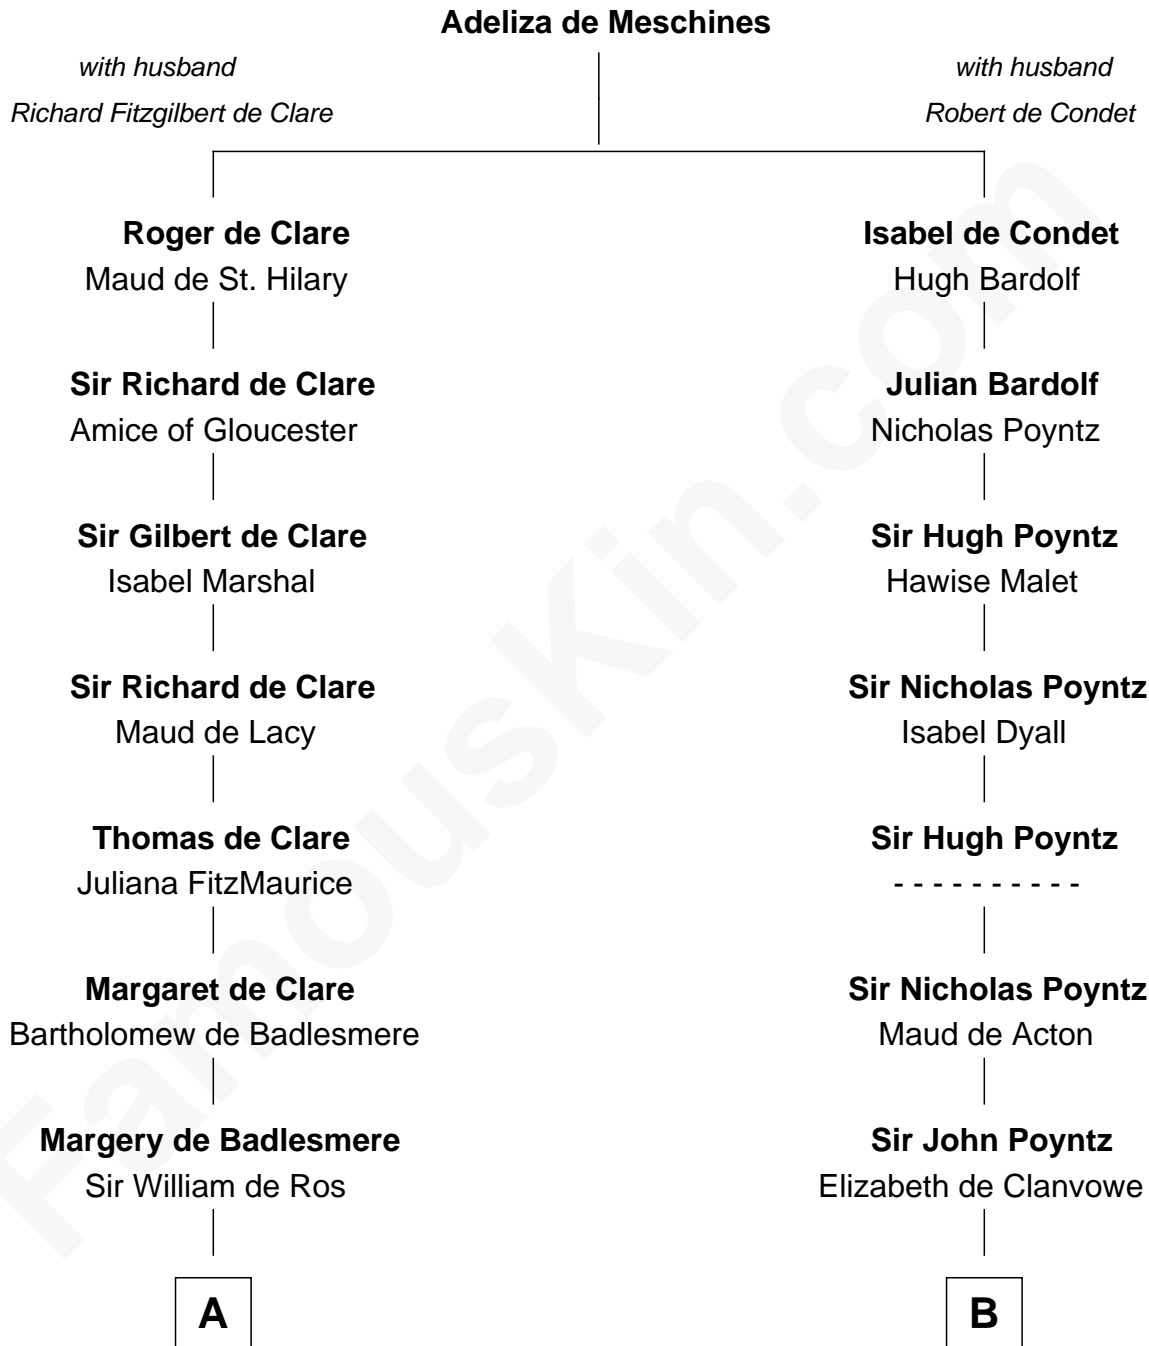 Adeliza de Meschines
with husband
Richard Fitzgilbert de Clare
with husband
Robert de Condet
Roger de Clare
Maud de St. Hilary
Isabel de Condet
Hugh Bardolf
Sir Richard de Clare
Amice of Gloucester
Julian Bardolf
Nicholas Poyntz
Sir Gilbert de Clare
Isabel Marshal
Sir Hugh Poyntz
Hawise Malet
Sir Richard de Clare
Maud de Lacy
Sir Nicholas Poyntz
Isabel Dyall
Thomas de Clare
Juliana FitzMaurice
Sir Hugh Poyntz
- - - - - - - - - -
Margaret de Clare
Bartholomew de Badlesmere
Sir Nicholas Poyntz
Maud de Acton
Margery de Badlesmere
Sir William de Ros
Sir John Poyntz
Elizabeth de Clanvowe
A
B
FamousKin.com